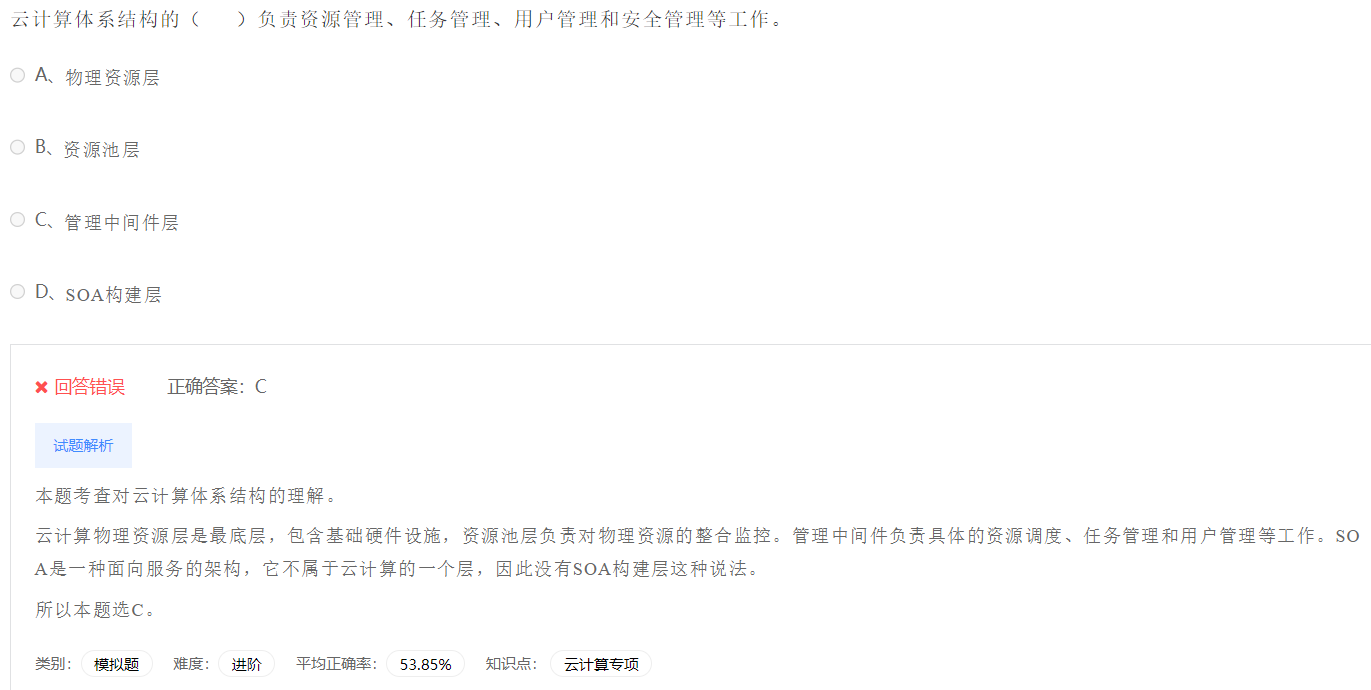 云计算体系结构的（　　）负责资源管理、任务管理、用户管理和安全管理等工作。
A、物理资源层
B、资源池层
C、管理中间件层
D、SOA构建层
回答错误　正确答案：C
试题解析
本题考查对云计算体系结构的理解。
云计算物理资源层是最底层，包含基础硬件设施，资源池层负责对物理资源的整合监控。管理中间件负责具体的资源调度、任务管理和用户管理等工作。SO
A是一种面向服务的架构，它不属于云计算的一个层，因此没有SOA构建层这种说法。
所以本题选C。
类别：模拟题　难度：进阶　平均正确率：53.85%　知识点：云计算专项